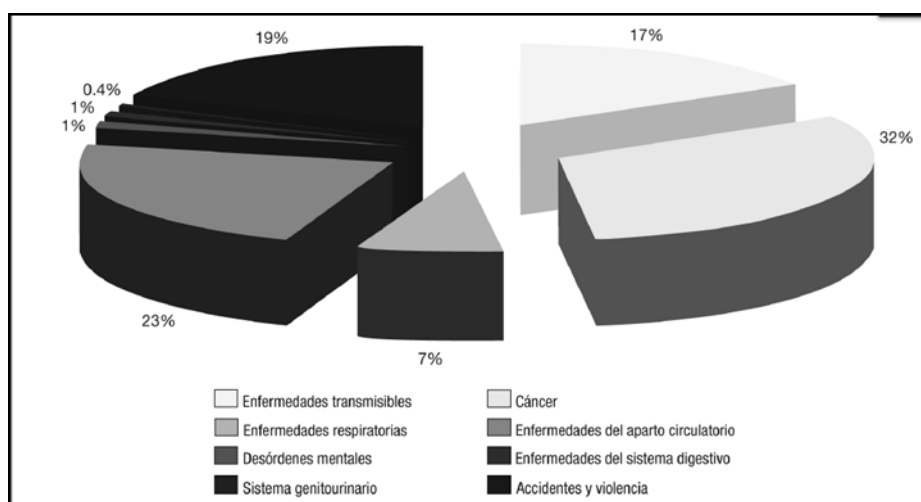 19%
17%
0.4%
1%
1%
32%
23%
7%
Enfermedades transmisibles
Cáncer
Enfermedades respiratorias
Enfermedades del aparto circulatorio
Desórdenes mentales
Enfermedades del sistema digestivo
Sistema genitourinario
Accidentes y violencia